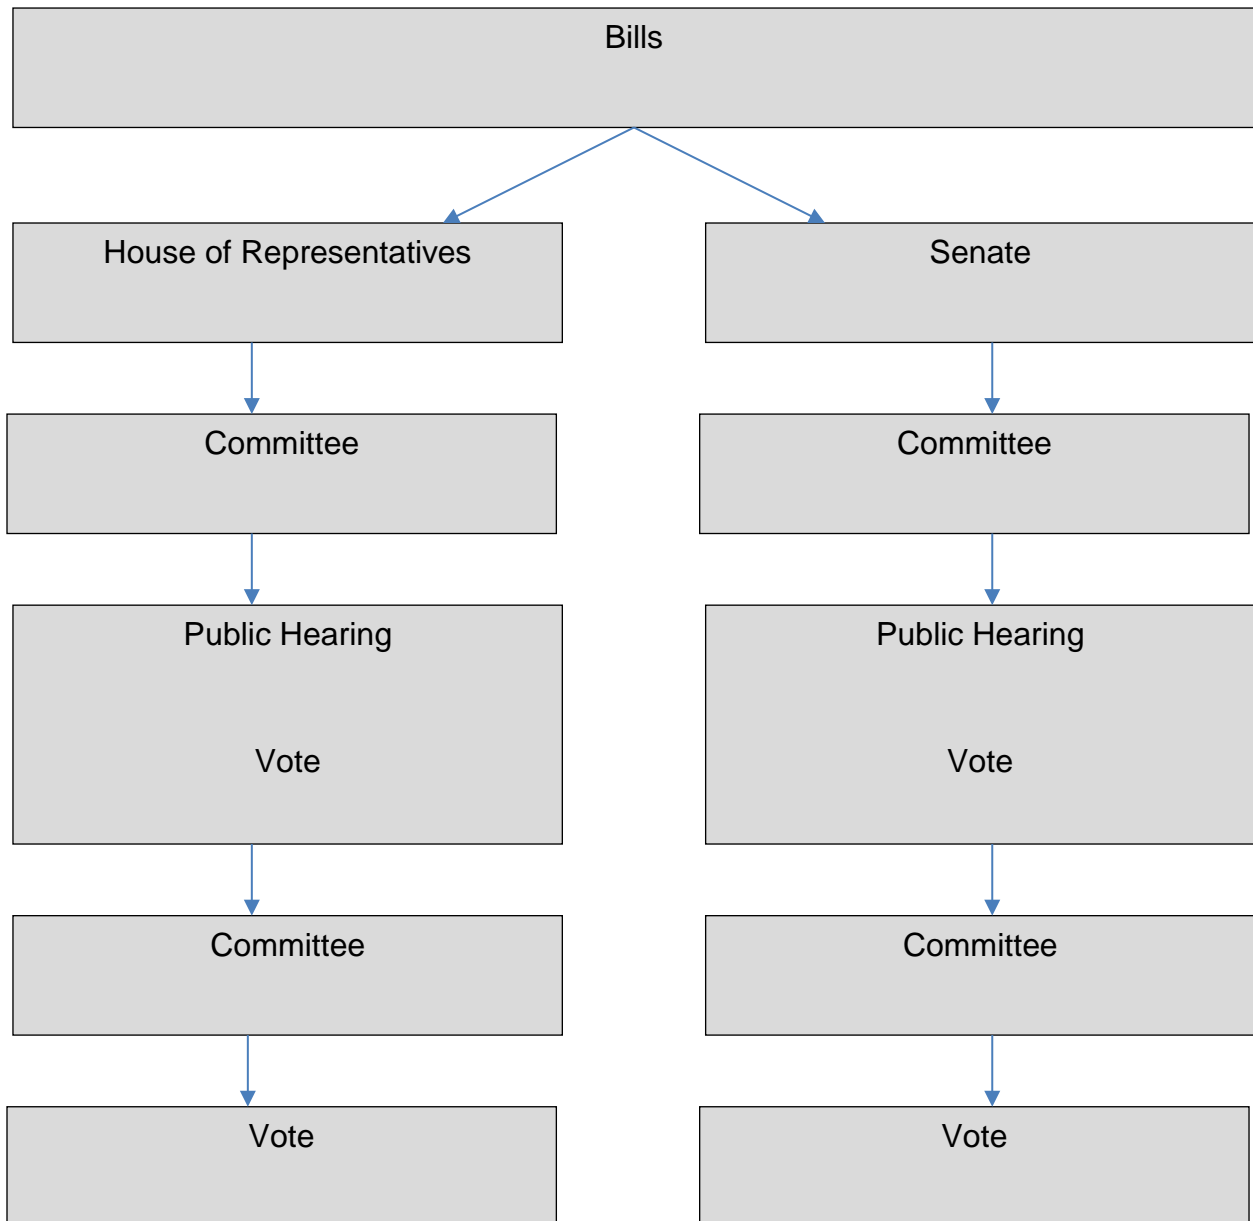 Bills
House of Representatives
Senate
Committee
Committee
Public Hearing
Public Hearing
Vote
Vote
Committee
Committee
Vote
Vote